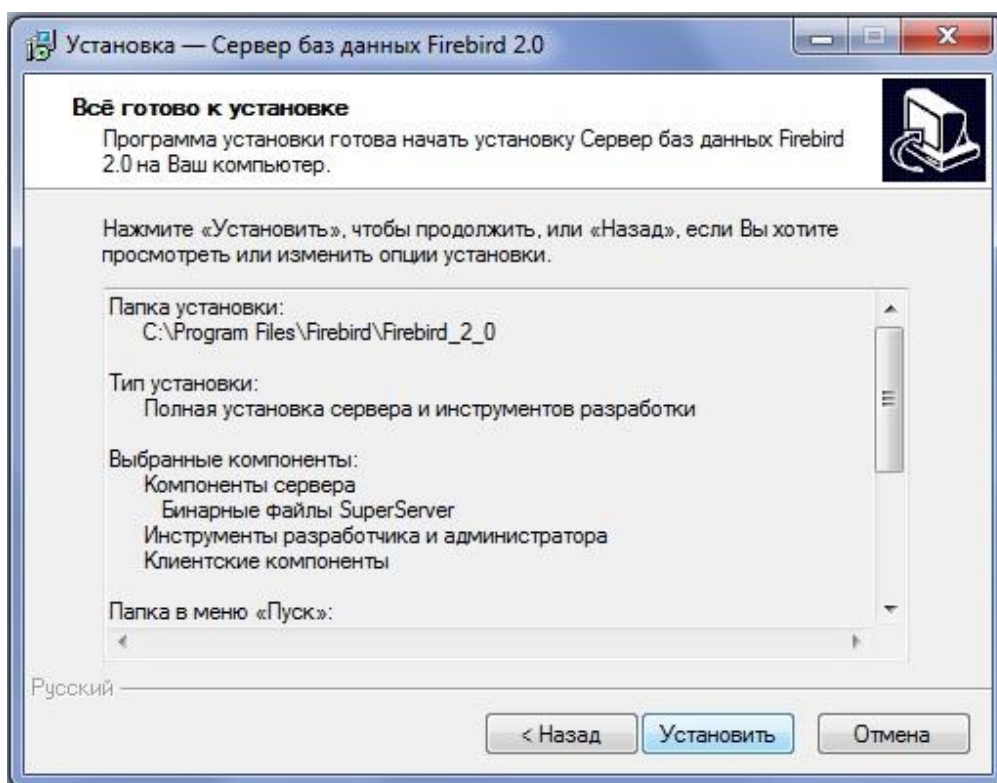 Установка — Сервер баз данных Firebird 2.0
Всё готово к установке
Программа установки готова начать установку Сервер баз данных Firebird
2.0 на Ваш компьютер.
Нажмите «Установить», чтобы продолжить, или «Назад», если Вы хотите
просмотреть или изменить опции установки.
Папка установки:
C:\Program Files\Firebird\Firebird_2_0
Тип установки:
Полная установка сервера и инструментов разработки
Выбранные компоненты:
Компоненты сервера
Бинарные файлы SuperServer
Инструменты разработчика и администратора
Клиентские компоненты
Папка в меню «Пуск»:
Русский
< Назад
Установить
Отмена